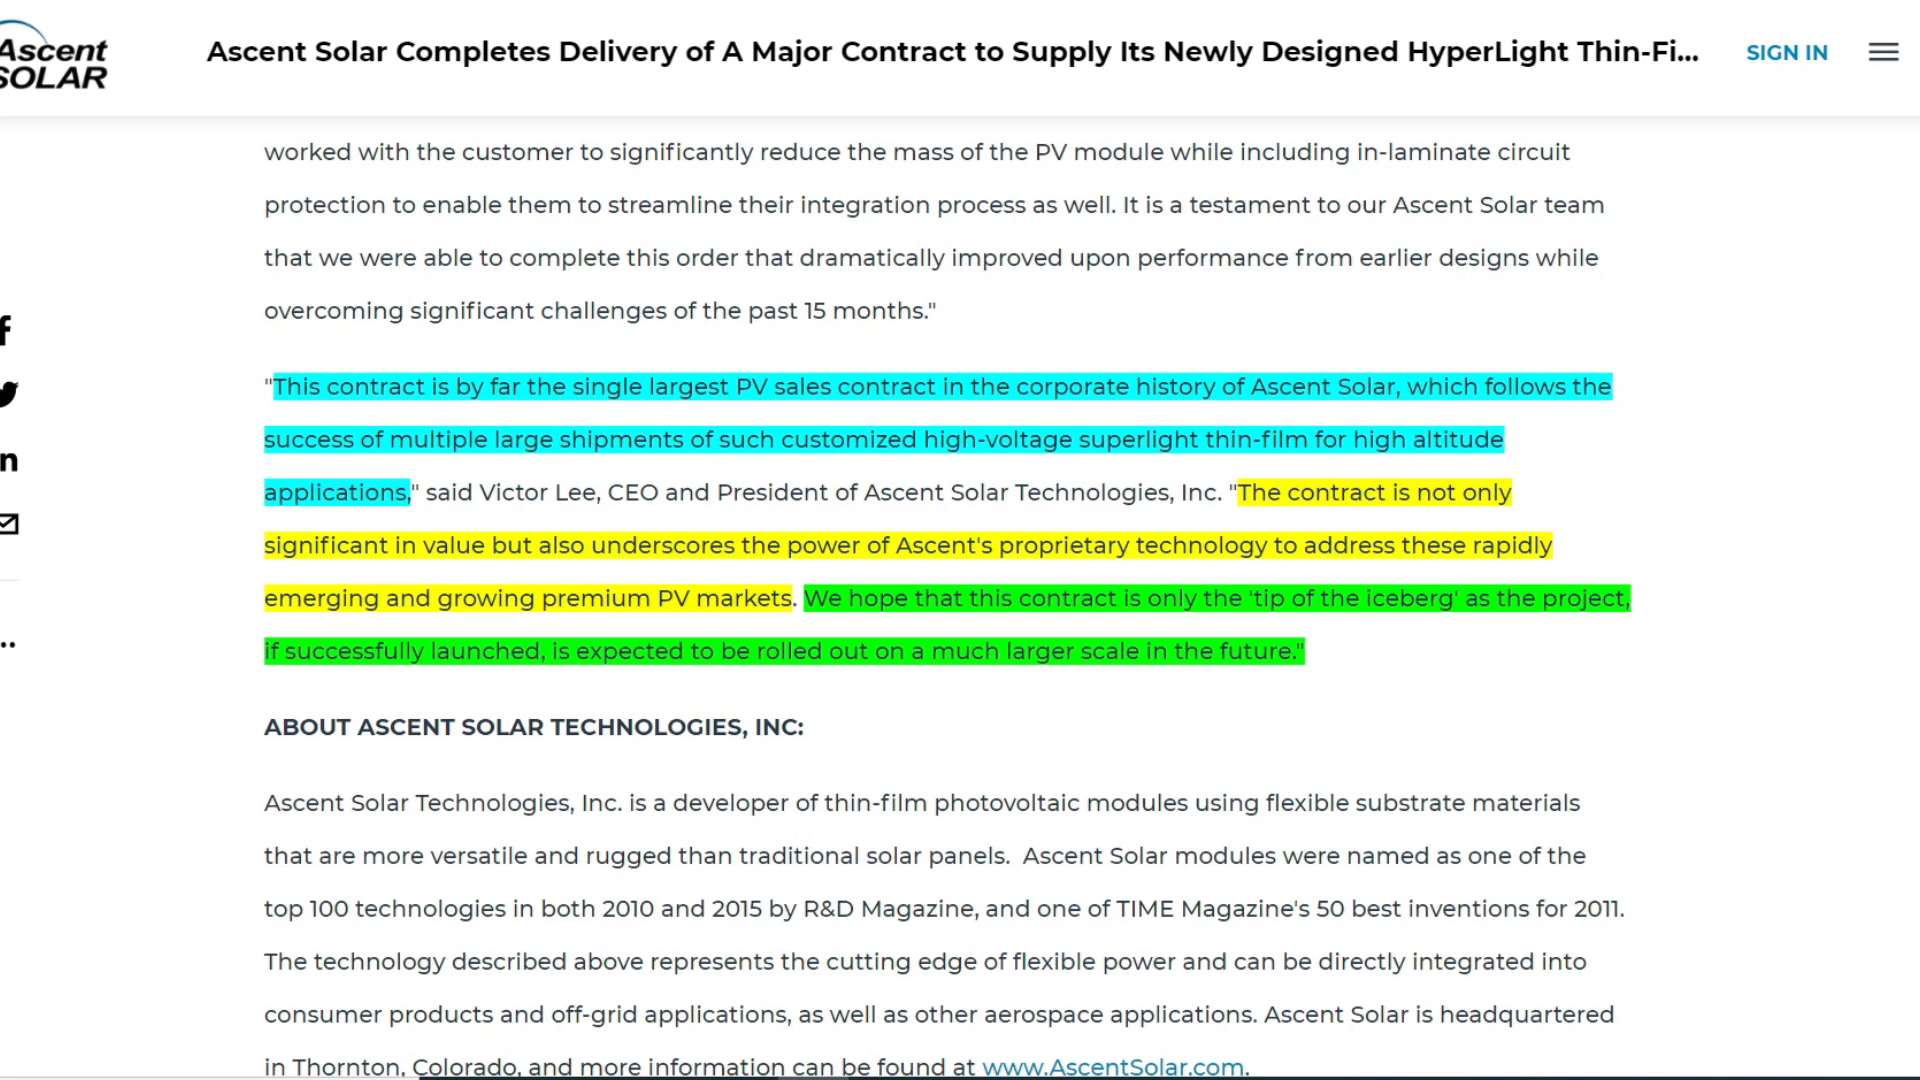 Ascent
SOLAR
Ascent Solar Completes Delivery of A Major Contract to Supply Its Newly Designed HyperLight Thin-Fi...
SIGN IN
worked with the customer to significantly reduce the mass of the PV module while including in-laminate circuit
protection to enable them to streamline their integration process as well. It is a testament to our Ascent Solar team
that we were able to complete this order that dramatically improved upon performance from earlier designs while
overcoming significant challenges of the past 15 months."
"This contract is by far the single largest PV sales contract in the corporate history of Ascent Solar, which follows the
success of multiple large shipments of such customized high-voltage superlight thin-film for high altitude
applications," said Victor Lee, CEO and President of Ascent Solar Technologies, Inc. "The contract is not only
significant in value but also underscores the power of Ascent's proprietary technology to address these rapidly
emerging and growing premium PV markets. We hope that this contract is only the 'tip of the iceberg' as the project,
if successfully launched, is expected to be rolled out on a much larger scale in the future."
ABOUT ASCENT SOLAR TECHNOLOGIES, INC:
Ascent Solar Technologies, Inc. is a developer of thin-film photovoltaic modules using flexible substrate materials
that are more versatile and rugged than traditional solar panels.  Ascent Solar modules were named as one of the
top 100 technologies in both 2010 and 2015 by R&D Magazine, and one of TIME Magazine's 50 best inventions for 2011.
The technology described above represents the cutting edge of flexible power and can be directly integrated into
consumer products and off-grid applications, as well as other aerospace applications. Ascent Solar is headquartered
in Thornton, Colorado, and more information can be found at www.AscentSolar.com.